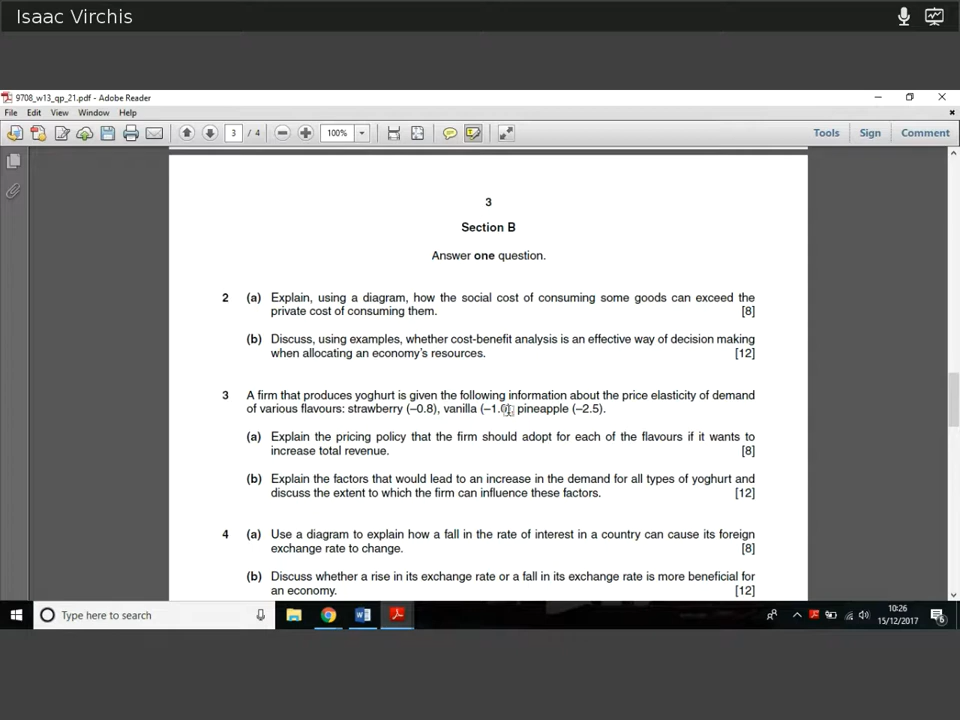 Isaac Virchis
9708_w13_qp_21.pdf - Adobe Reader
File Edit View Window Help
3 / 4 100% Tools Sign Comment
3
Section B
Answer one question.
2 (a) Explain, using a diagram, how the social cost of consuming some goods can exceed the
private cost of consuming them. [8]
(b) Discuss, using examples, whether cost-benefit analysis is an effective way of decision making
when allocating an economy's resources. [12]
3 A firm that produces yoghurt is given the following information about the price elasticity of demand
of various flavours: strawberry (–0.8), vanilla (–1.0), pineapple (–2.5).
(a) Explain the pricing policy that the firm should adopt for each of the flavours if it wants to
increase total revenue. [8]
(b) Explain the factors that would lead to an increase in the demand for all types of yoghurt and
discuss the extent to which the firm can influence these factors. [12]
4 (a) Use a diagram to explain how a fall in the rate of interest in a country can cause its foreign
exchange rate to change. [8]
(b) Discuss whether a rise in its exchange rate or a fall in its exchange rate is more beneficial for
an economy. [12]
Type here to search
10:26
15/12/2017
6